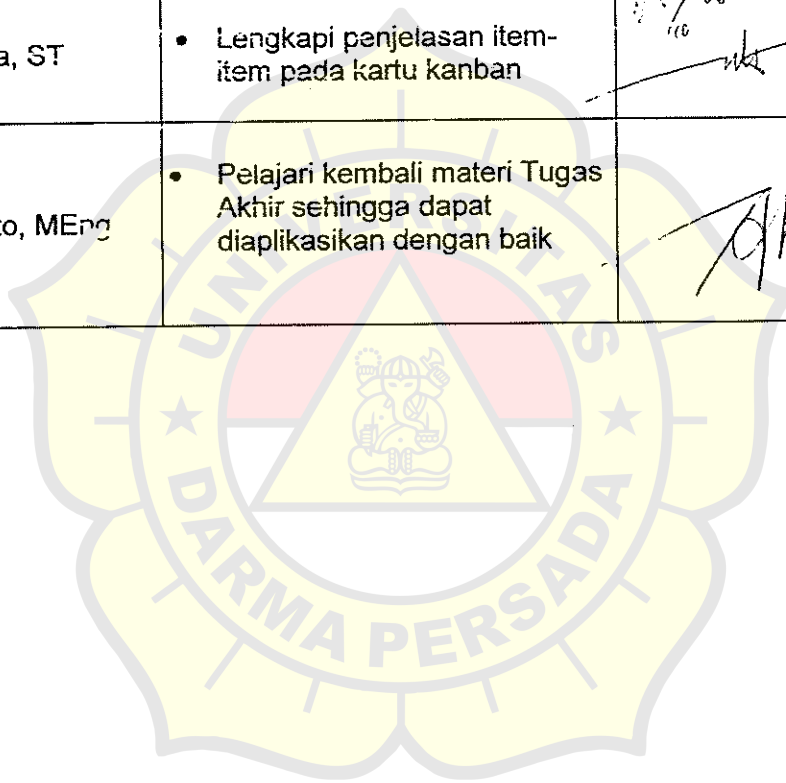 a, ST
• Lengkapi penjelasan item-
item pada kartu kanban
to, MEng
• Pelajari kembali materi Tugas
Akhir sehingga dapat
diaplikasikan dengan baik
UNIVERSITAS
DARMA PERSADA